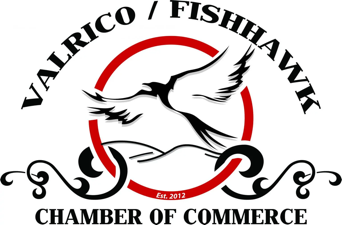 VALRICO / FISHHAWK
Est. 2012
CHAMBER OF COMMERCE